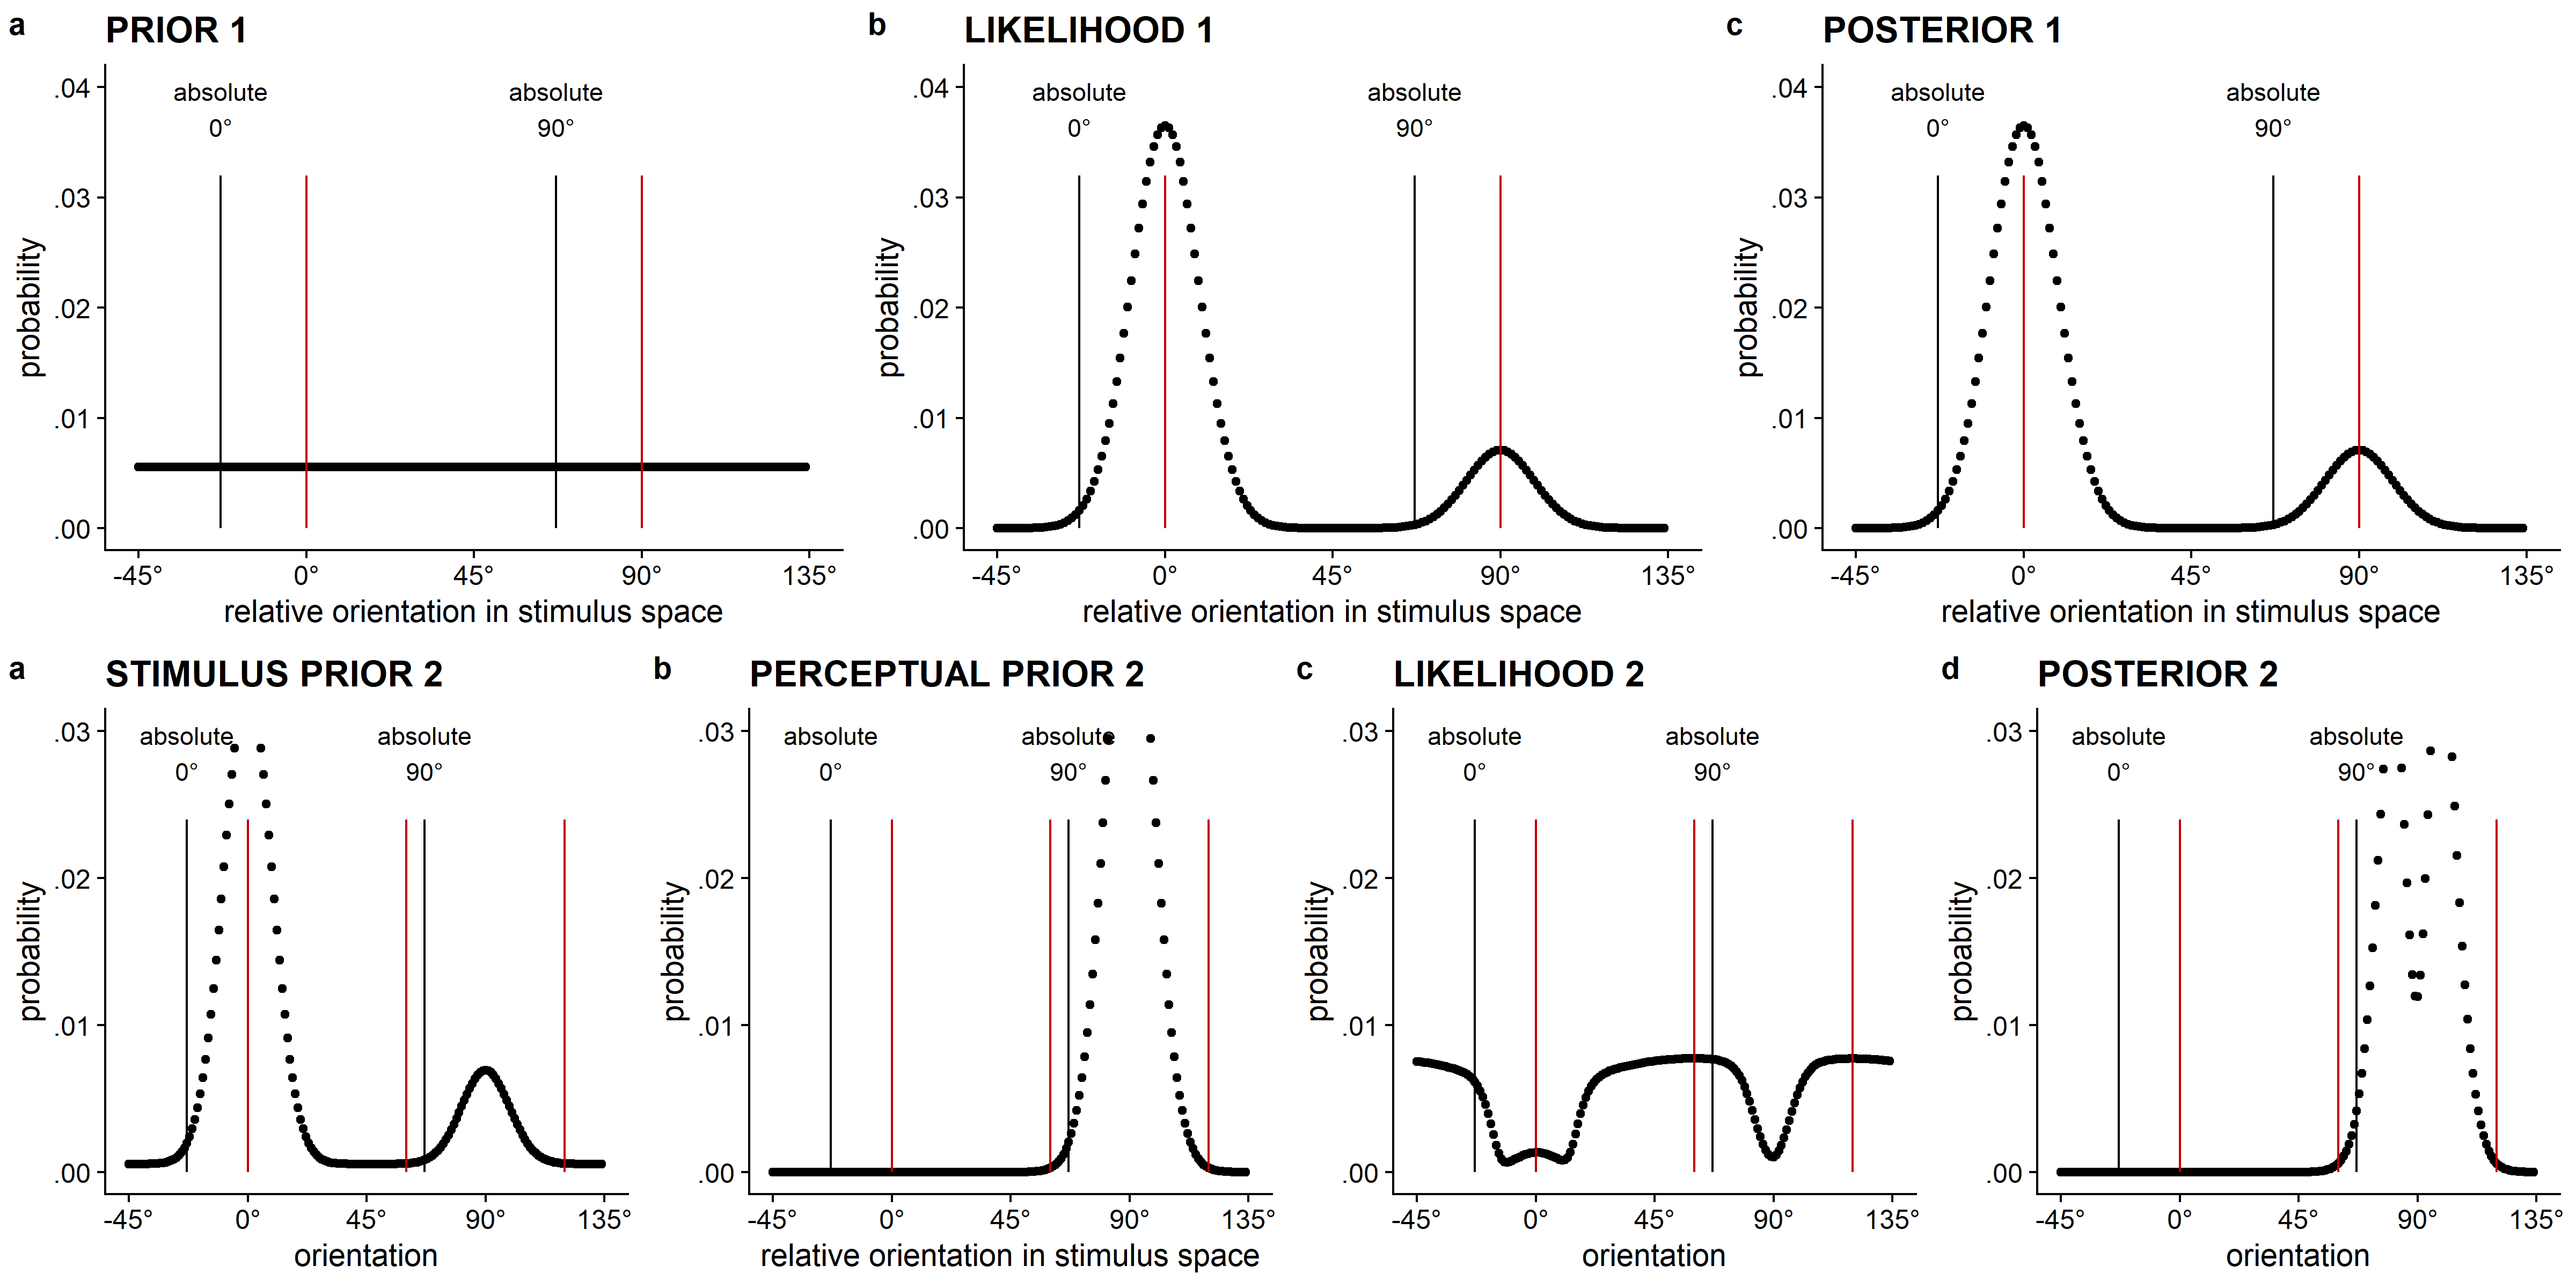 a PRIOR 1
absolute absolute
0° 90°
.04
.03
.02
.01
.00
probability
-45° 0° 45° 90° 135°
relative orientation in stimulus space
b LIKELIHOOD 1
absolute absolute
0° 90°
.04
.03
.02
.01
.00
probability
-45° 0° 45° 90° 135°
relative orientation in stimulus space
c POSTERIOR 1
absolute absolute
0° 90°
.04
.03
.02
.01
.00
probability
-45° 0° 45° 90° 135°
relative orientation in stimulus space
a STIMULUS PRIOR 2
absolute absolute
0° 90°
.03
.02
.01
.00
probability
-45° 0° 45° 90° 135°
orientation
b PERCEPTUAL PRIOR 2
absolute absolute
0° 90°
.03
.02
.01
.00
probability
-45° 0° 45° 90° 135°
relative orientation in stimulus space
c LIKELIHOOD 2
absolute absolute
0° 90°
.03
.02
.01
.00
probability
-45° 0° 45° 90° 135°
orientation
d POSTERIOR 2
absolute absolute
0° 90°
.03
.02
.01
.00
probability
-45° 0° 45° 90° 135°
orientation